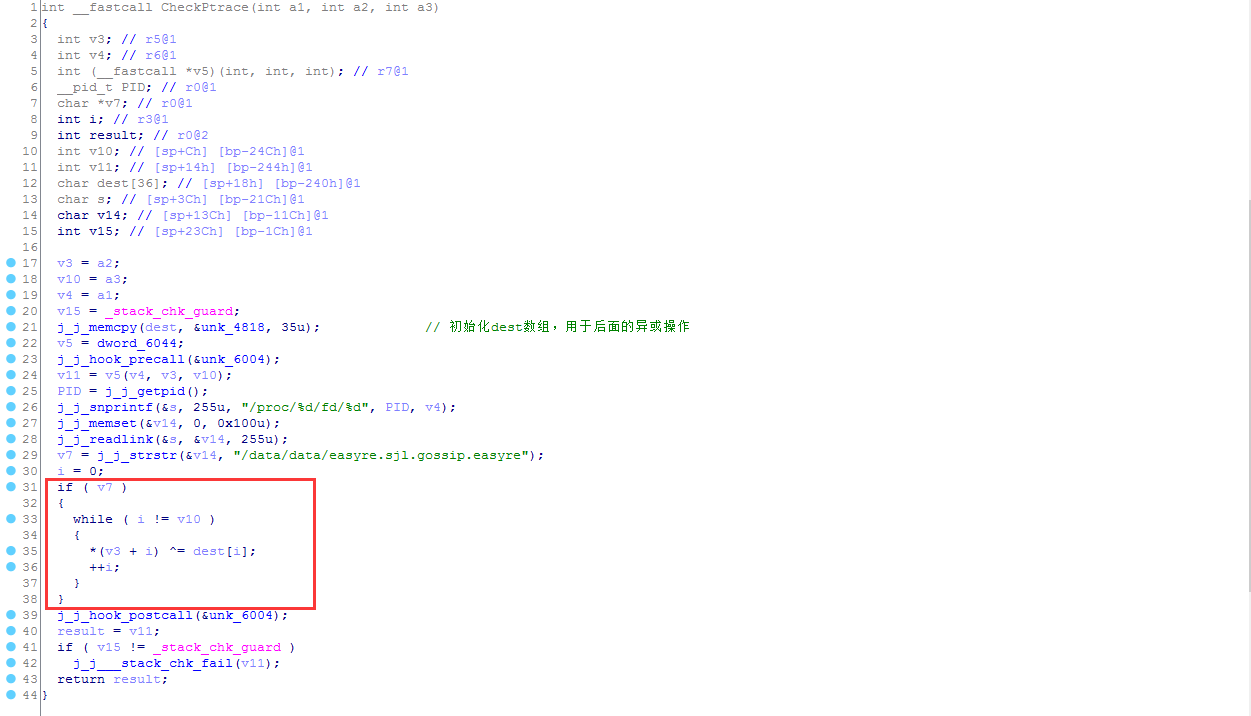 1 int __fastcall CheckPtrace(int a1, int a2, int a3)
2 {
3 int v3; // r5@1
4 int v4; // r6@1
5 int (__fastcall *v5)(int, int, int); // r7@1
6 __pid_t PID; // r0@1
7 char *v7; // r0@1
8 int i; // r3@1
9 int result; // r0@2
10 int v10; // [sp+Ch] [bp-24Ch]@1
11 int v11; // [sp+14h] [bp-244h]@1
12 char dest[36]; // [sp+18h] [bp-240h]@1
13 char s; // [sp+3Ch] [bp-21Ch]@1
14 char v14; // [sp+13Ch] [bp-11Ch]@1
15 int v15; // [sp+23Ch] [bp-1Ch]@1
16
17 v3 = a2;
18 v10 = a3;
19 v4 = a1;
20 v15 = _stack_chk_guard;
21 j_j_memcpy(dest, &unk_4818, 35u); // 初始化dest数组，用于后面的异或操作
22 v5 = dword_6044;
23 j_j_hook_precall(&unk_6004);
24 v11 = v5(v4, v3, v10);
25 PID = j_j_getpid();
26 j_j_snprintf(&s, 255u, "/proc/%d/fd/%d", PID, v4);
27 j_j_memset(&v14, 0, 0x100u);
28 j_j_readlink(&s, &v14, 255u);
29 v7 = j_j_strstr(&v14, "/data/data/easyre.sjl.gossip.easyre");
30 i = 0;
31 if ( v7 )
32 {
33 while ( i != v10 )
34 {
35 *(v3 + i) ^= dest[i];
36 ++i;
37 }
38 }
39 j_j_hook_postcall(&unk_6004);
40 result = v11;
41 if ( v15 != _stack_chk_guard )
42 j_j___stack_chk_fail(v11);
43 return result;
44 }